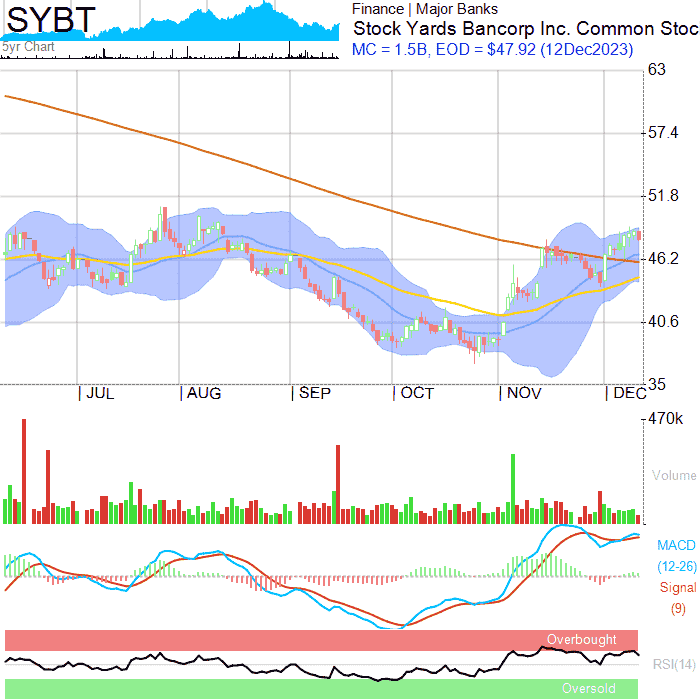 SYBT
5yr Chart
Finance | Major Banks
Stock Yards Bancorp Inc. Common Stoc
MC = 1.5B, EOD = $47.92 (12Dec2023)
63
57.4
51.8
46.2
40.6
35
| JUL | AUG | SEP | OCT | NOV | DEC
470k
Volume
MACD
(12-26)
Signal
(9)
Overbought
RSI(14)
Oversold